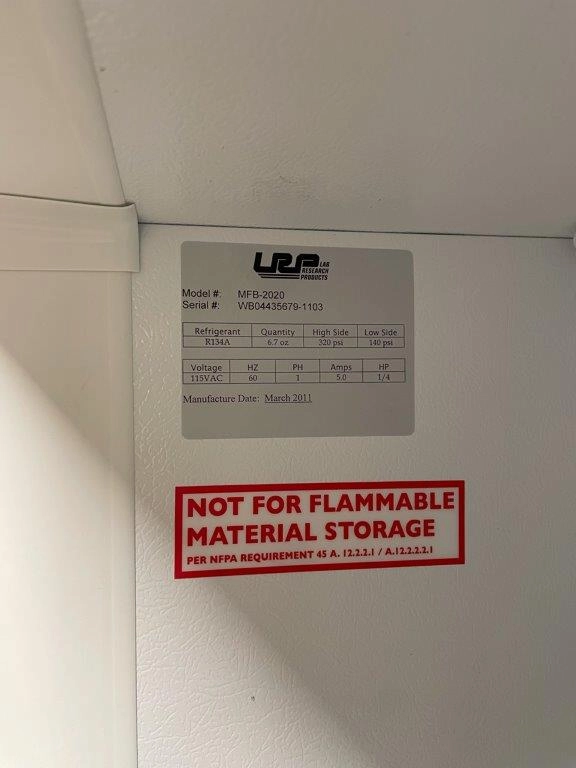 LRP LAB
RESEARCH
PRODUCTS
Model #: MFB-2020
Serial #: WB04435679-1103
Refrigerant Quantity High Side Low Side
R134A 6.7 oz 320 psi 140 psi
Voltage HZ PH Amps HP
115VAC 60 1 5.0 1/4
Manufacture Date: March 2011
NOT FOR FLAMMABLE
MATERIAL STORAGE
PER NFPA REQUIREMENT 45 A. 12.2.2.1 / A.12.2.2.2.1